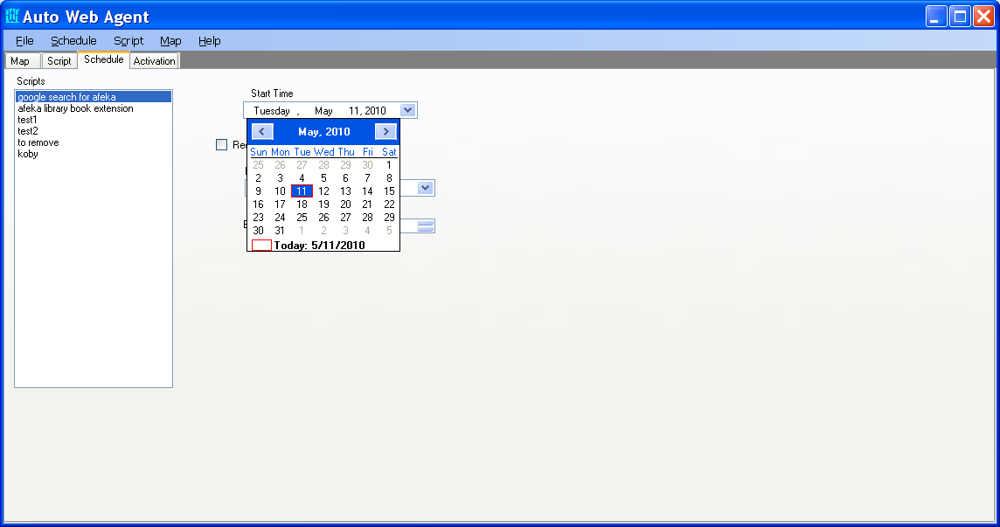 Auto Web Agent
File Schedule Script Map Help
Map Script Schedule Activation
Scripts
google search for afeka
afeka library book extension
test1
test2
to remove
koby
Start Time
Tuesday , May 11, 2010
May, 2010
Sun Mon Tue Wed Thu Fri Sat
25 26 27 28 29 30 1
2 3 4 5 6 7 8
9 10 11 12 13 14 15
16 17 18 19 20 21 22
23 24 25 26 27 28 29
30 31 1 2 3 4 5
Today: 5/11/2010